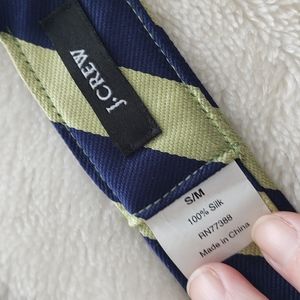 J.CREW
S/M
100% Silk
RN77388
Made in China